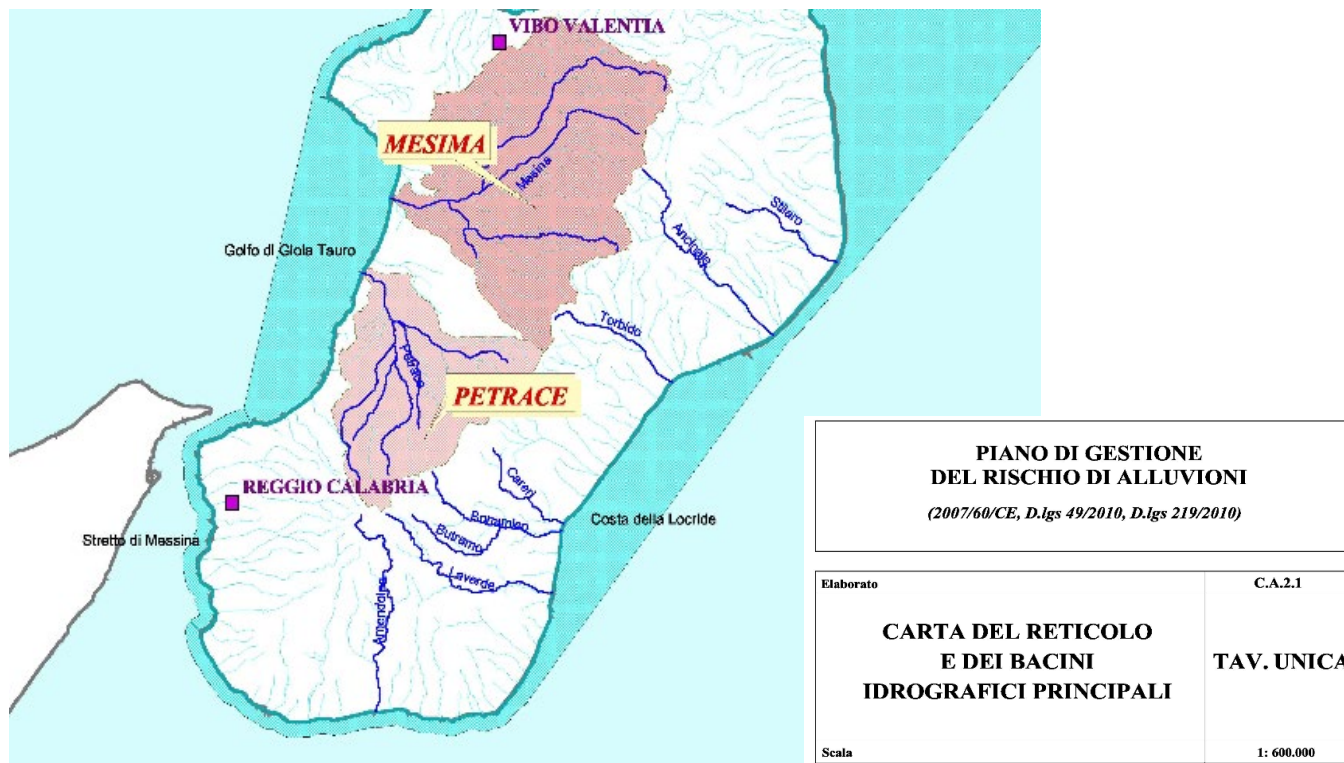 VIBO VALENTIA
MESIMA
Mesima
Stilaro
Ancinale
Golfo di Gioia Tauro
Torbido
Petrace
PETRACE
REGGIO CALABRIA
Careri
Bonamico
Costa della Locride
Butramo
Stretto di Messina
Laverde
Amendolea
PIANO DI GESTIONE
DEL RISCHIO DI ALLUVIONI
(2007/60/CE, D.lgs 49/2010, D.lgs 219/2010)
Elaborato
C.A.2.1
CARTA DEL RETICOLO
E DEI BACINI
IDROGRAFICI PRINCIPALI
TAV. UNICA
Scala
1: 600.000